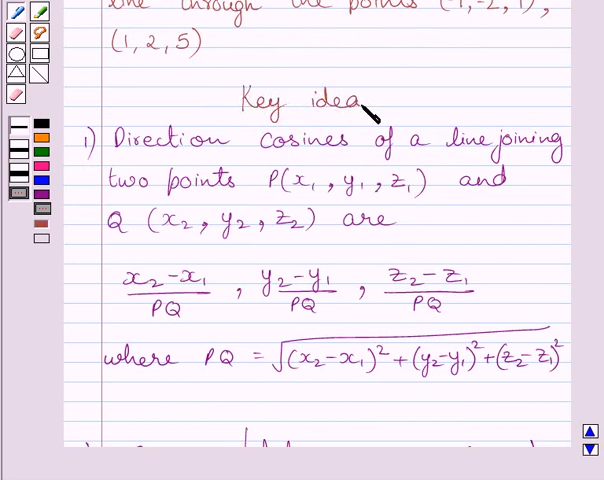 line through the points (-1, -2, 1),
(1, 2, 5)
Key idea
i) Direction cosines of a line joining
two points P(x₁, y₁, z₁) and
Q (x₂, y₂, z₂) are
x₂-x₁/PQ , y₂-y₁/PQ , z₂-z₁/PQ
where PQ = √(x₂-x₁)²+(y₂-y₁)²+(z₂-z₁)²